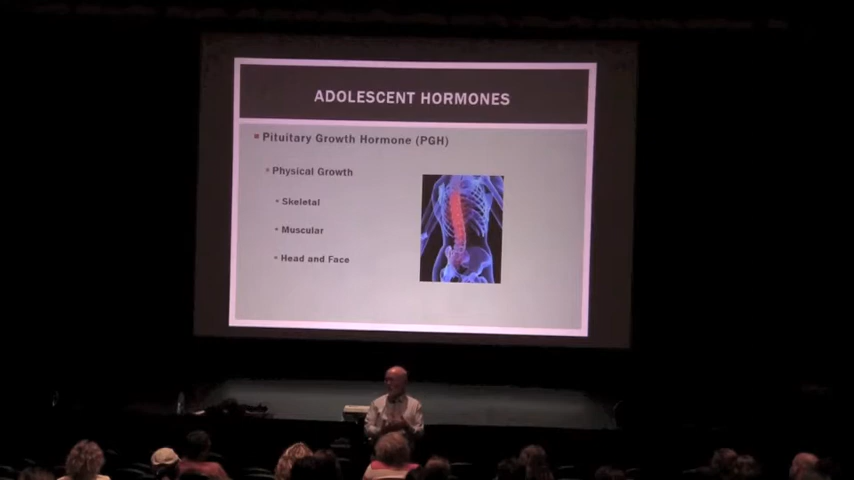 ADOLESCENT HORMONES
Pituitary Growth Hormone (PGH)
Physical Growth
Skeletal
Muscular
Head and Face